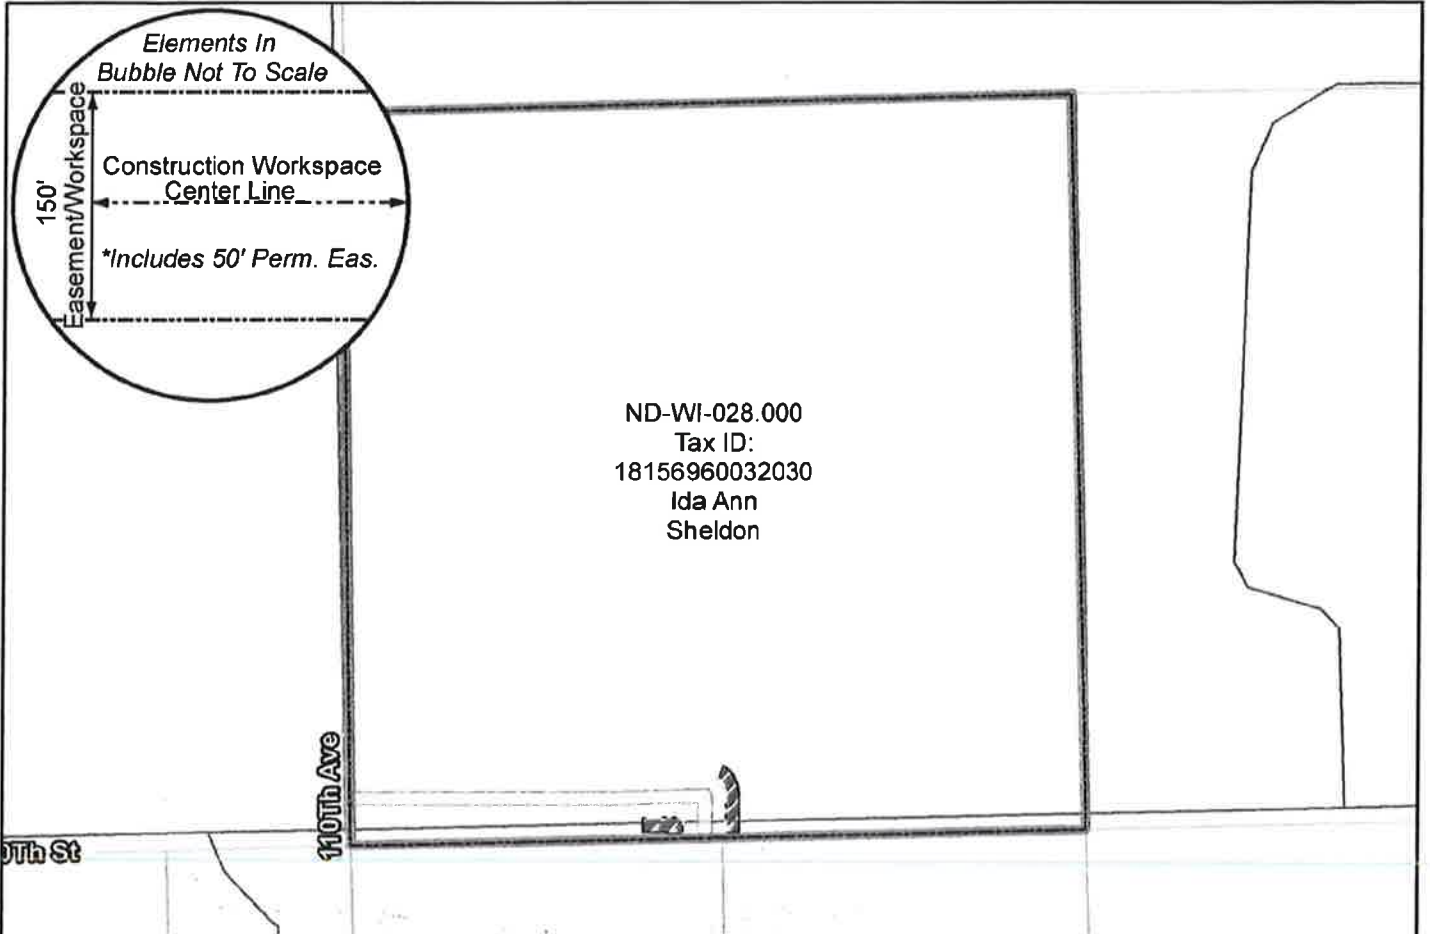 Elements In
Bubble Not To Scale
150'
Easement/Workspace
Construction Workspace
Center Line
*Includes 50' Perm. Eas.
ND-WI-028.000
Tax ID:
18156960032030
Ida Ann
Sheldon
110Th Ave
0Th St